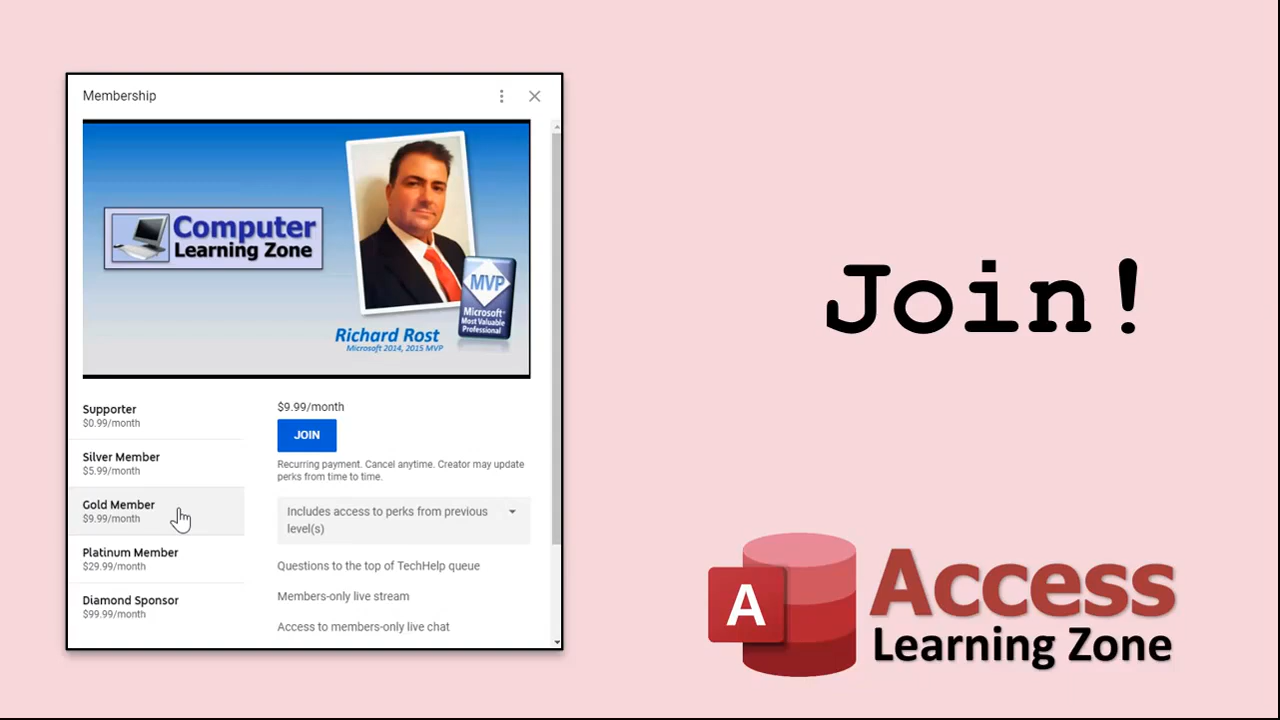 Membership
Computer
Learning Zone
MVP
Microsoft®
Most Valuable
Professional
Richard Rost
Microsoft 2014, 2015 MVP
Supporter
$0.99/month
Silver Member
$5.99/month
Gold Member
$9.99/month
Platinum Member
$29.99/month
Diamond Sponsor
$99.99/month
$9.99/month
JOIN
Recurring payment. Cancel anytime. Creator may update
perks from time to time.
Includes access to perks from previous
level(s)
Questions to the top of TechHelp queue
Members-only live stream
Access to members-only live chat
Join!
A
Access
Learning Zone